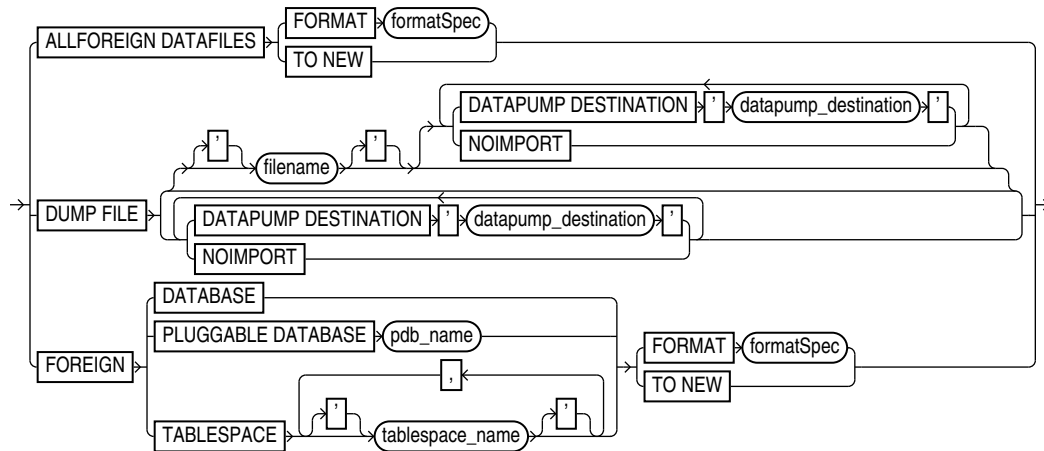 FORMAT formatSpec
ALLFOREIGN DATAFILES
TO NEW
DATAPUMP DESTINATION ' datapump_destination '
' ' NOIMPORT
filename
DUMP FILE
DATAPUMP DESTINATION ' datapump_destination '
NOIMPORT
DATABASE
PLUGGABLE DATABASE pdb_name
FORMAT formatSpec
FOREIGN
,
TO NEW
' '
TABLESPACE tablespace_name